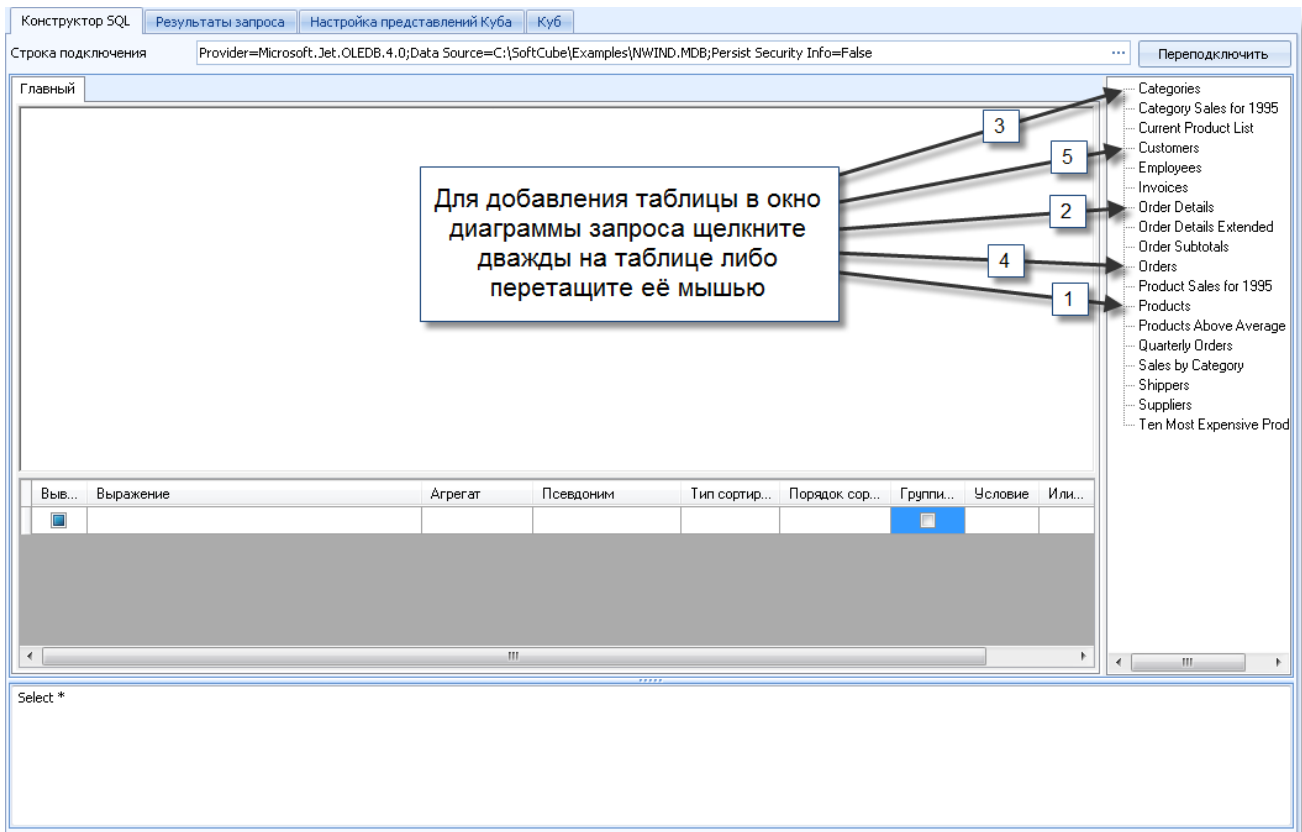 Конструктор SQL Результаты запроса Настройка представлений Куба Куб
Строка подключения Provider=Microsoft.Jet.OLEDB.4.0;Data Source=C:\SoftCube\Examples\NWIND.MDB;Persist Security Info=False ... Переподключить
Главный
Для добавления таблицы в окно
диаграммы запроса щелкните
дважды на таблице либо
перетащите её мышью
3
5
2
4
1
Categories
Category Sales for 1995
Current Product List
Customers
Employees
Invoices
Order Details
Order Details Extended
Order Subtotals
Orders
Product Sales for 1995
Products
Products Above Average
Quarterly Orders
Sales by Category
Shippers
Suppliers
Ten Most Expensive Prod
Выв... Выражение Агрегат Псевдоним Тип сортир... Порядок сор... Группи... Условие Или...
Select *